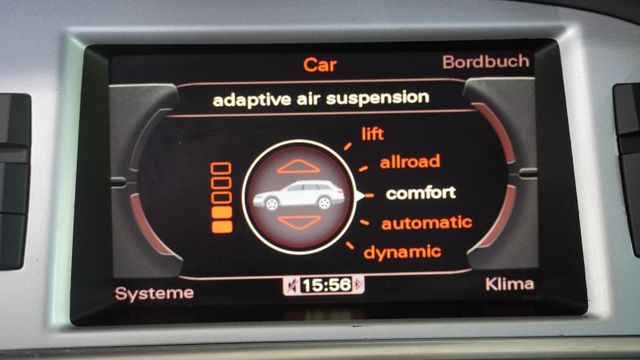 Car
Bordbuch
adaptive air suspension
lift
allroad
comfort
automatic
dynamic
Systeme
15:56
Klima